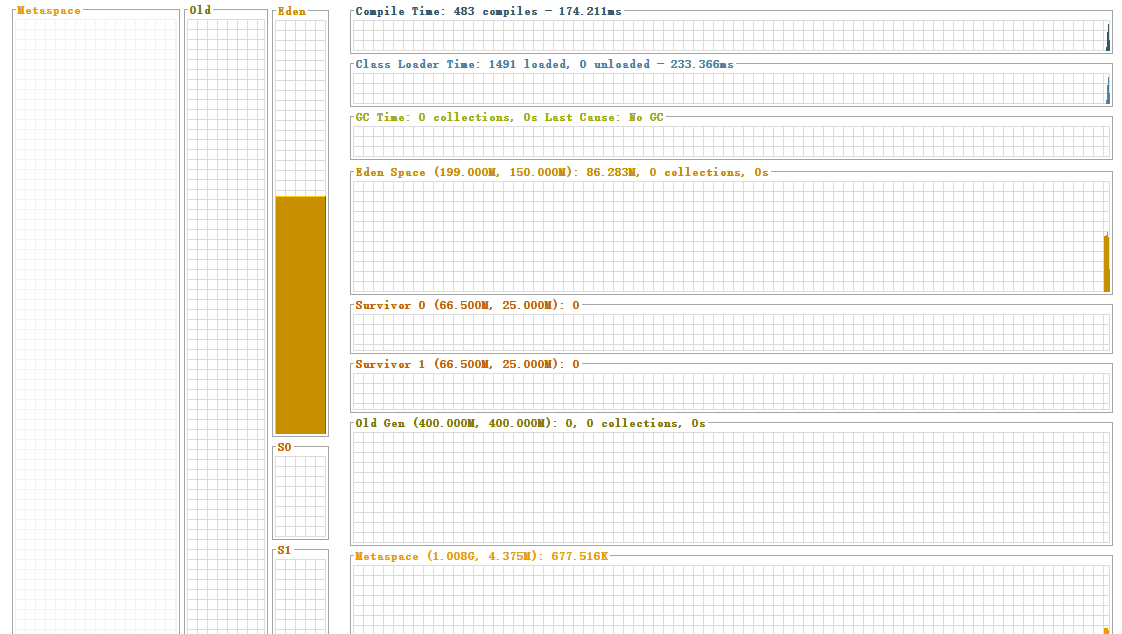 Metaspace
Old
Eden
S0
S1
Compile Time: 483 compiles - 174.211ms
Class Loader Time: 1491 loaded, 0 unloaded - 233.366ms
GC Time: 0 collections, 0s Last Cause: No GC
Eden Space (199.000M, 150.000M): 86.283M, 0 collections, 0s
Survivor 0 (66.500M, 25.000M): 0
Survivor 1 (66.500M, 25.000M): 0
Old Gen (400.000M, 400.000M): 0, 0 collections, 0s
Metaspace (1.008G, 4.375M): 677.516K